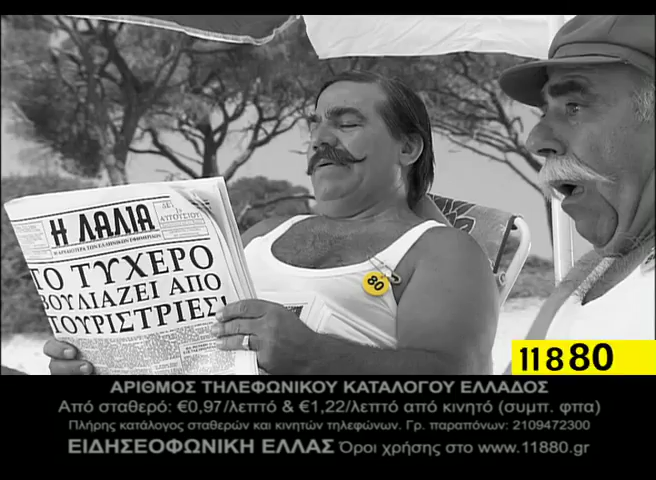 Η ΛΑΛΙΑ
ΑΥΓΟΥΣΤΟΥ
ΤΟ ΤΥΧΕΡΟ
ΒΟΥΛΙΑΖΕΙ ΑΠΟ
ΤΟΥΡΙΣΤΡΙΕΣ!
80
11880
ΑΡΙΘΜΟΣ ΤΗΛΕΦΩΝΙΚΟΥ ΚΑΤΑΛΟΓΟΥ ΕΛΛΑΔΟΣ
Από σταθερό: €0,97/λεπτό & €1,22/λεπτό από κινητό (συμπ. φπα)
Πλήρης κατάλογος σταθερών και κινητών τηλεφώνων. Γρ. παραπόνων: 2109472300
ΕΙΔΗΣΕΟΦΩΝΙΚΗ ΕΛΛΑΣ Όροι χρήσης στο www.11880.gr